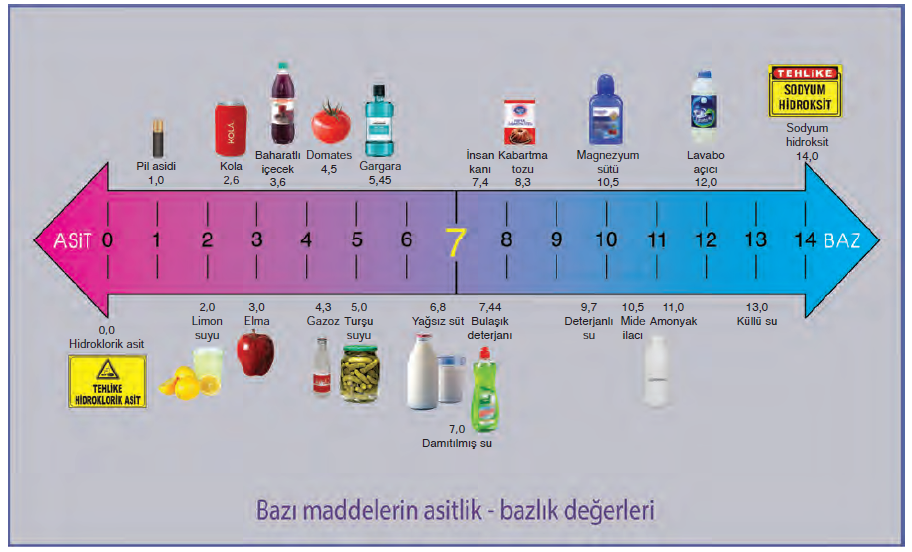 TEHLİKE
SODYUM
HİDROKSİT
KOLA
Pil asidi
1,0
Kola
2,6
Baharatlı
içecek
3,6
Domates
4,5
Gargara
5,45
İnsan
kanı
7,4
Kabartma
tozu
8,3
Magnezyum
sütü
10,5
Lavabo
açıcı
12,0
Sodyum
hidroksit
14,0
ASİT 0 1 2 3 4 5 6 7 8 9 10 11 12 13 14 BAZ
0,0
Hidroklorik asit
TEHLİKE
HİDROKLORİK ASİT
2,0
Limon
suyu
3,0
Elma
4,3
Gazoz
5,0
Turşu
suyu
6,8
Yağsız süt
7,0
Damıtılmış su
7,44
Bulaşık
deterjanı
9,7
Deterjanlı
su
10,5
Mide
ilacı
11,0
Amonyak
13,0
Küllü su
Bazı maddelerin asitlik - bazlık değerleri